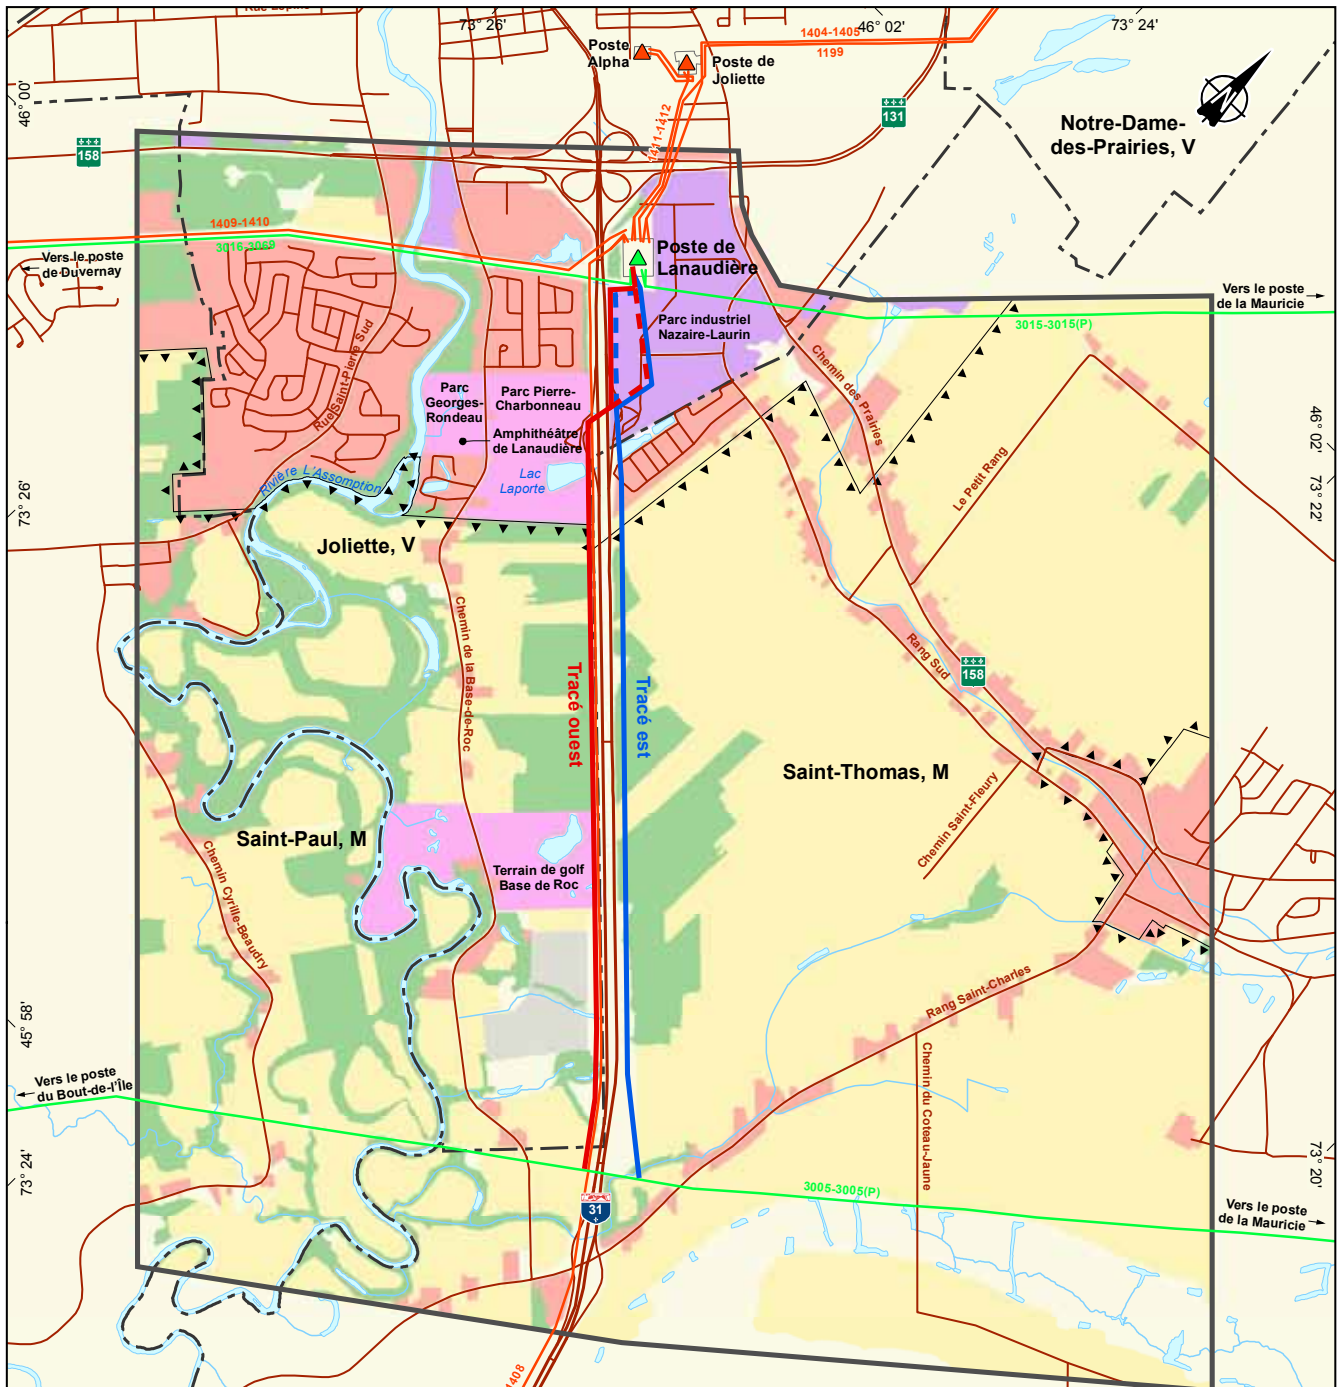 73° 26'
46° 02'
73° 24'
Poste
Alpha
Poste de
Joliette
1404-1405
1199
1411-1412
131
158
46° 00'
Notre-Dame-
des-Prairies, V
1409-1410
3016-3069
Vers le poste
de Duvernay
Poste de
Lanaudière
Vers le poste
de la Mauricie
3015-3015(P)
Parc industriel
Nazaire-Laurin
Rue Saint-Pierre Sud
Chemin des Prairies
Parc
Georges-
Rondeau
Parc Pierre-
Charbonneau
Amphithéâtre
de Lanaudière
Lac
Laporte
Rivière L'Assomption
Le Petit Rang
46° 02'
73° 22'
73° 26'
Joliette, V
Chemin de la Base-de-Roc
Rang Sud
158
Tracé ouest
Tracé est
Saint-Thomas, M
Chemin Saint-Fleury
Saint-Paul, M
Chemin Cyrille-Beaudry
Terrain de golf
Base de Roc
Rang Saint-Charles
45° 58'
Chemin du Coteau-Jaune
Vers le poste
du Bout-de-l'Île
73° 24'
73° 20'
3005-3005(P)
31
Vers le poste
de la Mauricie
1408